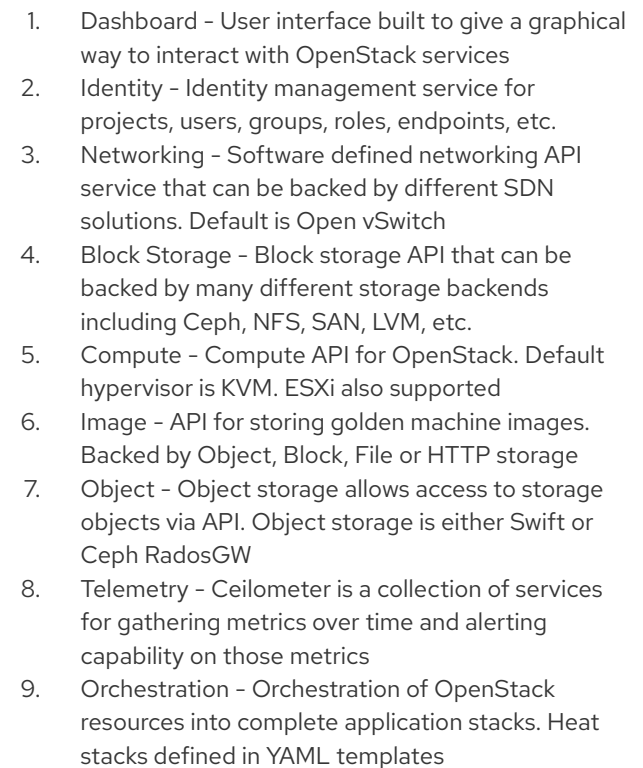 1. Dashboard - User interface built to give a graphical
way to interact with OpenStack services
2. Identity - Identity management service for
projects, users, groups, roles, endpoints, etc.
3. Networking - Software defined networking API
service that can be backed by different SDN
solutions. Default is Open vSwitch
4. Block Storage - Block storage API that can be
backed by many different storage backends
including Ceph, NFS, SAN, LVM, etc.
5. Compute - Compute API for OpenStack. Default
hypervisor is KVM. ESXi also supported
6. Image - API for storing golden machine images.
Backed by Object, Block, File or HTTP storage
7. Object - Object storage allows access to storage
objects via API. Object storage is either Swift or
Ceph RadosGW
8. Telemetry - Ceilometer is a collection of services
for gathering metrics over time and alerting
capability on those metrics
9. Orchestration - Orchestration of OpenStack
resources into complete application stacks. Heat
stacks defined in YAML templates